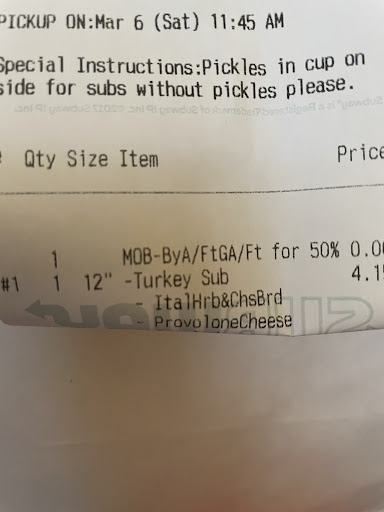 PICKUP ON:Mar 6 (Sat) 11:45 AM
Special Instructions:Pickles in cup on
side for subs without pickles please.
Qty Size Item Price
1 MOB-ByA/FtGA/Ft for 50% 0.00
#1 1 12" -Turkey Sub 4.1
- ItalHrb&ChsBrd
- ProvoloneCheese